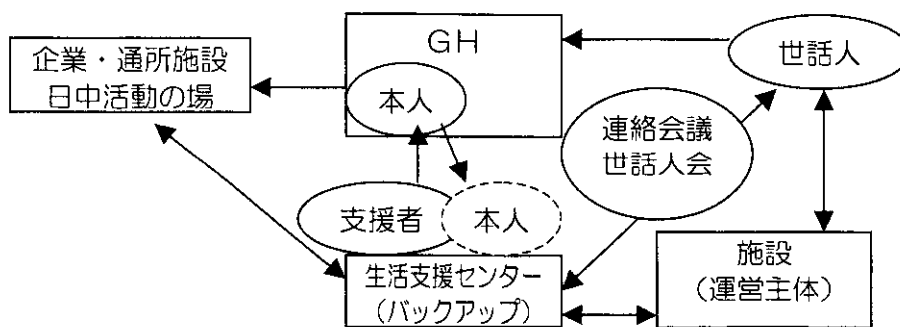 GH
世話人
企業・通所施設
日中活動の場
本人
連絡会議
世話人会
支援者
本人
施設
(運営主体)
生活支援センター
(バックアップ)